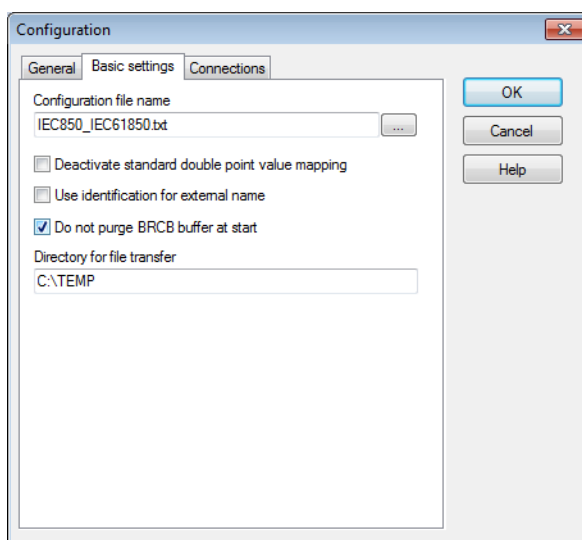 Configuration
General Basic settings Connections
Configuration file name
IEC850_IEC61850.txt
...
Deactivate standard double point value mapping
Use identification for external name
Do not purge BRCB buffer at start
Directory for file transfer
C:\TEMP
OK
Cancel
Help